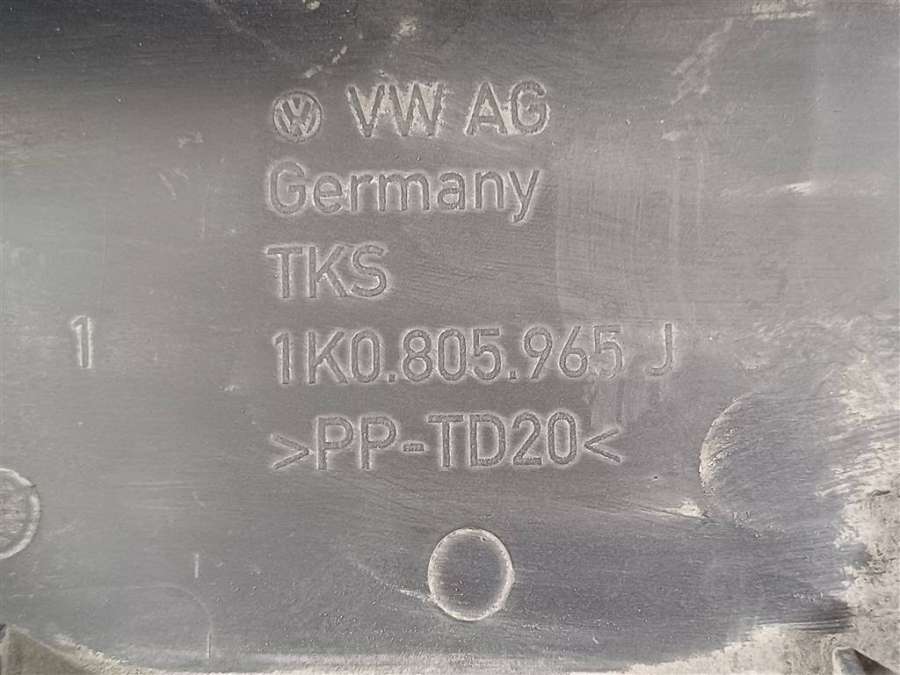 VW AG
Germany
TKS
1
1K0.805.965 J
>PP-TD20<